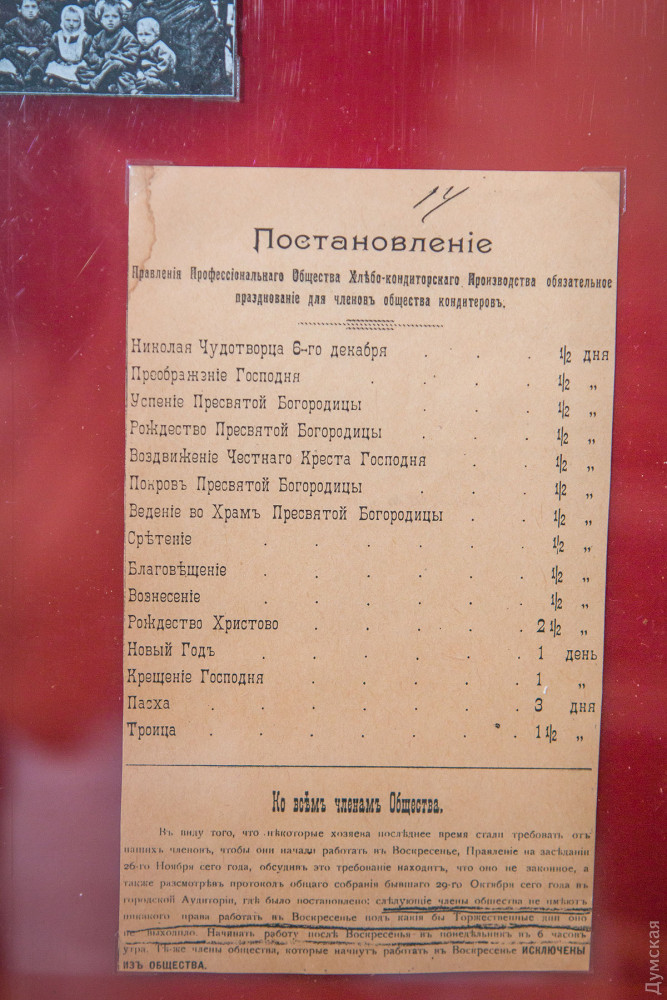 14
Постановленіе
Правленія Профессіональнаго Общества Хлѣбо-кондиторскаго Производства обязательное
празднованіе для членовъ общества кондитеровъ.
Николая Чудотворца 6-го декабря . . . 1/2 дня
Преображэніе Господня . . . 1/2 „
Успеніе Пресвятой Богородицы . . . 1/2 „
Рождество Пресвятой Богородицы . . . 1/2 „
Воздвиженіе Честнаго Креста Господня . . 1/2 „
Покровъ Пресвятой Богородицы . . . 1/2 „
Веденіе во Храмъ Пресвятой Богородицы . . 1/2 „
Срѣтеніе . . . . . . 1/2 „
Благовѣщеніе . . . . . . 1/2 „
Вознесеніе . . . . . . 1/2 „
Рождество Христово . . . . . 2 1/2 „
Новый Годъ . . . . . . 1 день
Крещеніе Господня . . . . . 1 „
Пасха . . . . . . . 3 дня
Троица . . . . . . . 1 1/2 „
Ко всѣмъ членамъ Общества.
Въ виду того, что нѣкоторые хозяева послѣднее время стали требовать отъ
нашихъ членовъ, чтобы они начали работать въ Воскресенье, Правленіе на засѣданіи
26-го Ноября сего года, обсудивъ это требованіе находитъ, что оно не законное, а
также разсмотрѣвъ протоколъ общаго собранія бывшаго 29-го Октября сего года въ
городской Аудиторіи, гдѣ было постановлено: слѣдующіе члены общества не имѣютъ
никакого права работать въ Воскресенье подъ какія бы Торжественные дни оно
не выходило. Начинать работу послѣ Воскресенья въ понедѣльникъ въ 6 часовъ
утра. Тѣ-же члены общества, которые начнутъ работать въ Воскресенье ИСКЛЮЧЕНЫ
ИЗЪ ОБЩЕСТВА.
Думская